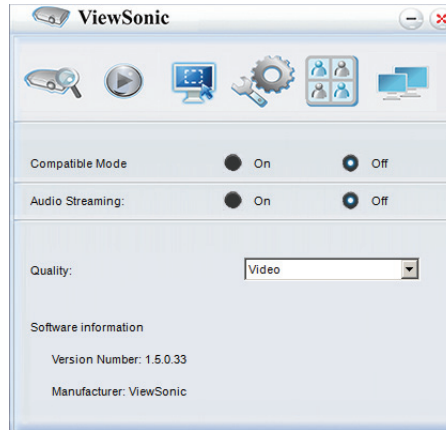 ViewSonic
Compatible Mode On Off
Audio Streaming: On Off
Quality: Video
Software information
Version Number: 1.5.0.33
Manufacturer: ViewSonic